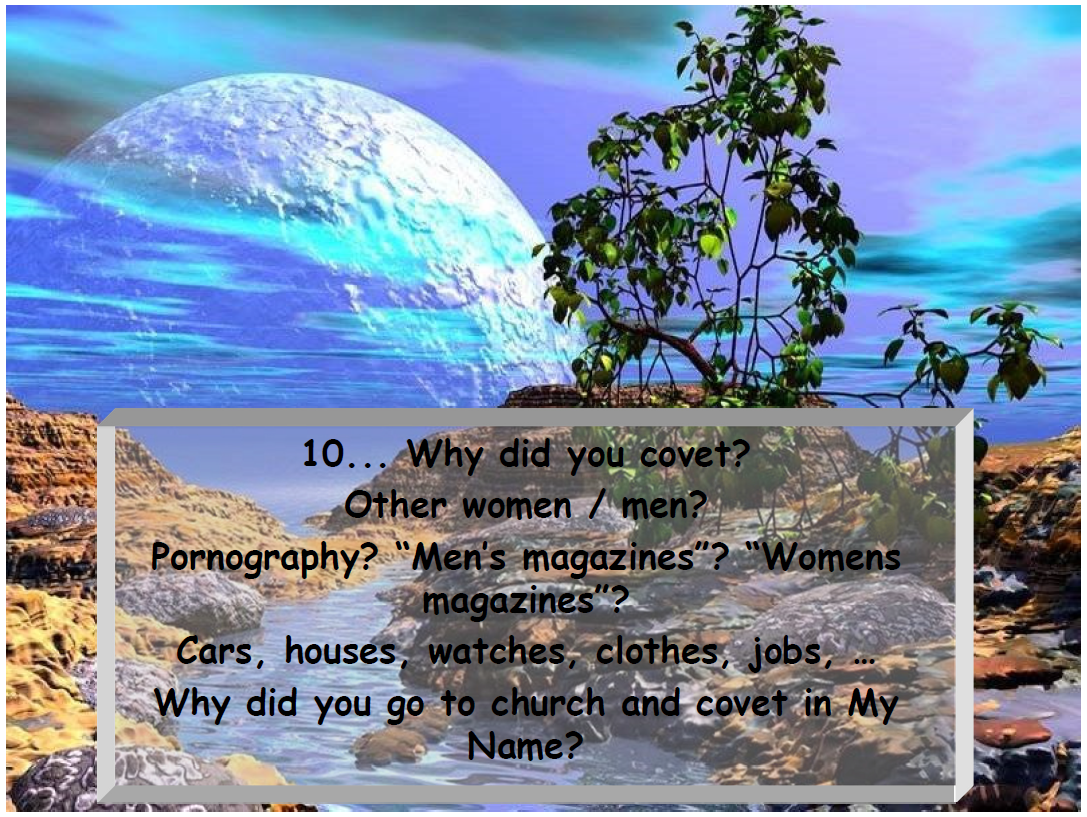 10... Why did you covet?
Other women / men?
Pornography? “Men’s magazines”? “Womens
magazines”?
Cars, houses, watches, clothes, jobs, …
Why did you go to church and covet in My
Name?